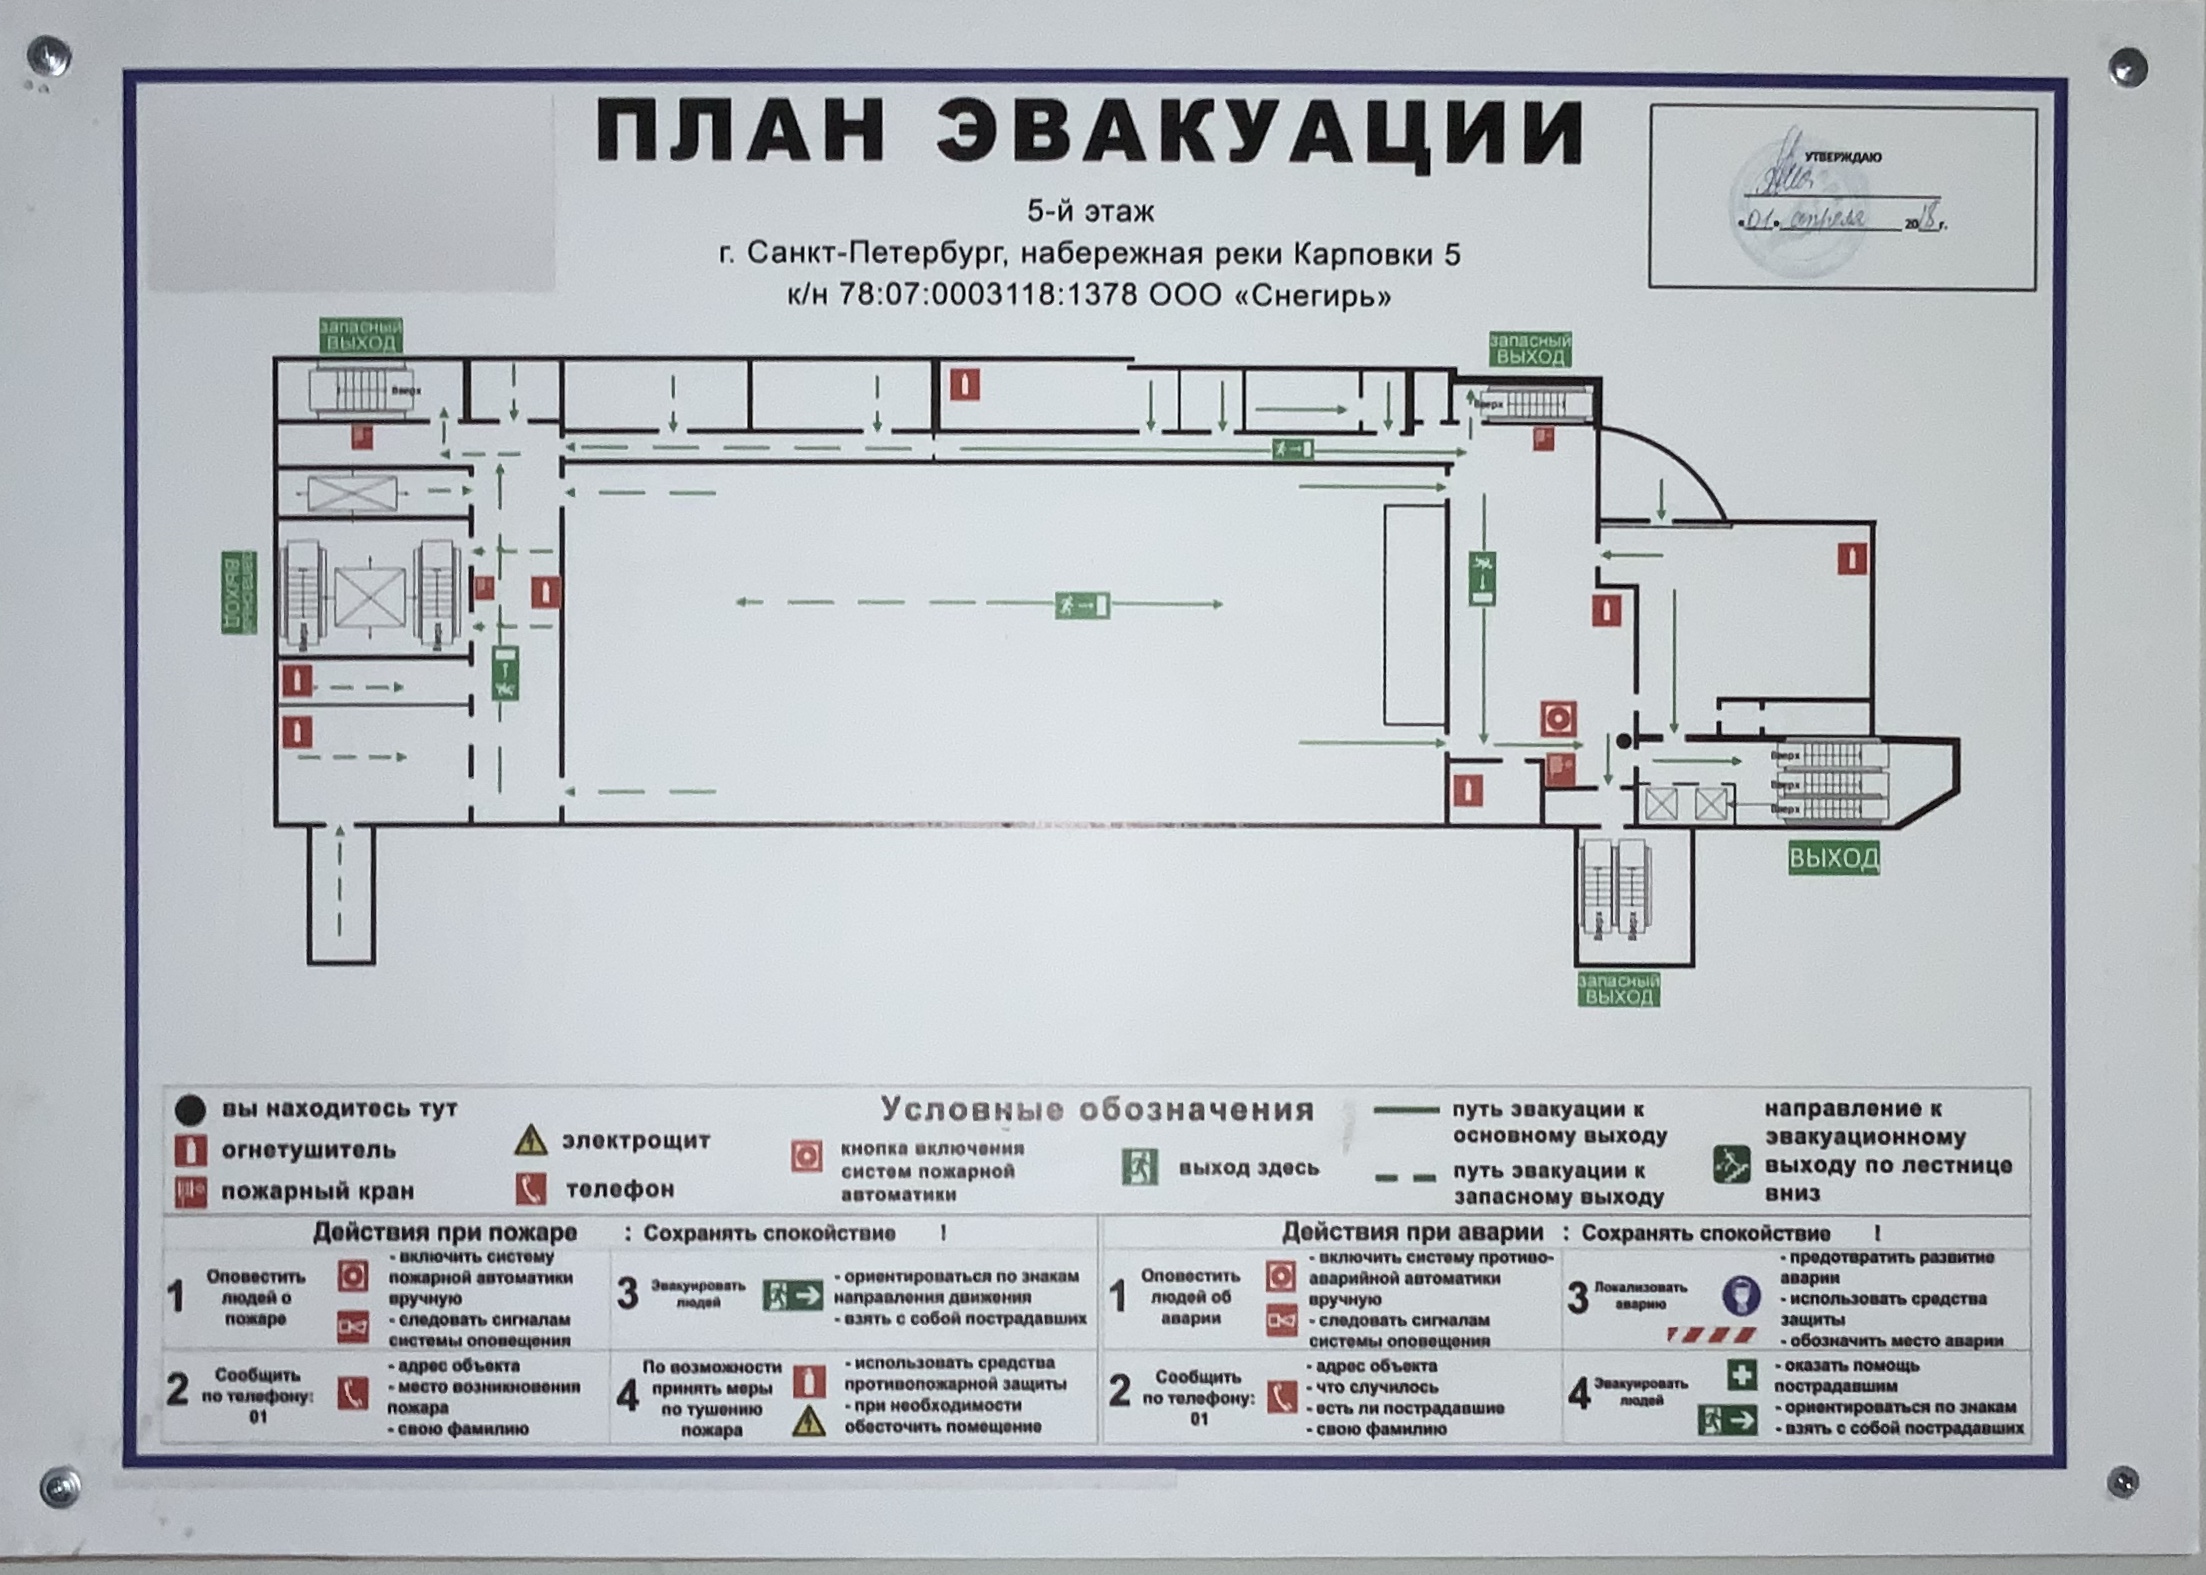 ПЛАН ЭВАКУАЦИИ
УТВЕРЖДАЮ
«01» апреля 2018 г.
5-й этаж
г. Санкт-Петербург, набережная реки Карповки 5
к/н 78:07:0003118:1378 ООО «Снегирь»
запасный
ВЫХОД
запасный
ВЫХОД
Вверх
Вверх
запасный
ВЫХОД
Вверх
Вверх
Вверх
Вверх
Вверх
ВЫХОД
Вверх
Вверх
запасный
ВЫХОД
Условные обозначения
вы находитесь тут
огнетушитель
пожарный кран
электрощит
телефон
кнопка включения
систем пожарной
автоматики
выход здесь
путь эвакуации к
основному выходу
путь эвакуации к
запасному выходу
направление к
эвакуационному
выходу по лестнице
вниз
Действия при пожаре : Сохранять спокойствие !
1
Оповестить
людей о
пожаре
- включить систему
пожарной автоматики
вручную
- следовать сигналам
системы оповещения
2
Сообщить
по телефону:
01
- адрес объекта
- место возникновения
пожара
- свою фамилию
3
Эвакуировать
людей
- ориентироваться по знакам
направления движения
- взять с собой пострадавших
4
По возможности
принять меры
по тушению
пожара
- использовать средства
противопожарной защиты
- при необходимости
обесточить помещение
Действия при аварии : Сохранять спокойствие !
1
Оповестить
людей об
аварии
- включить систему противо-
аварийной автоматики
вручную
- следовать сигналам
системы оповещения
2
Сообщить
по телефону:
01
- адрес объекта
- что случилось
- есть ли пострадавшие
- свою фамилию
3
Локализовать
аварию
- предотвратить развитие
аварии
- использовать средства
защиты
- обозначить место аварии
4
Эвакуировать
людей
- оказать помощь
пострадавшим
- ориентироваться по знакам
- взять с собой пострадавших